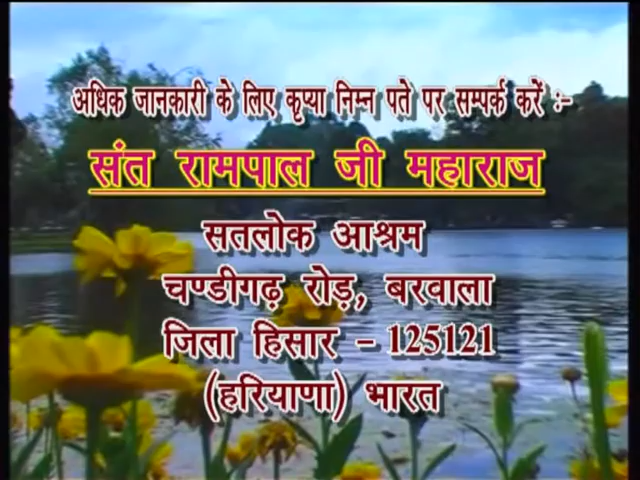 अधिक जानकारी के लिए कृप्या निम्न पते पर सम्पर्क करें :-
संत रामपाल जी महाराज
सतलोक आश्रम
चण्डीगढ़ रोड़, बरवाला
जिला हिसार - 125121
(हरियाणा) भारत